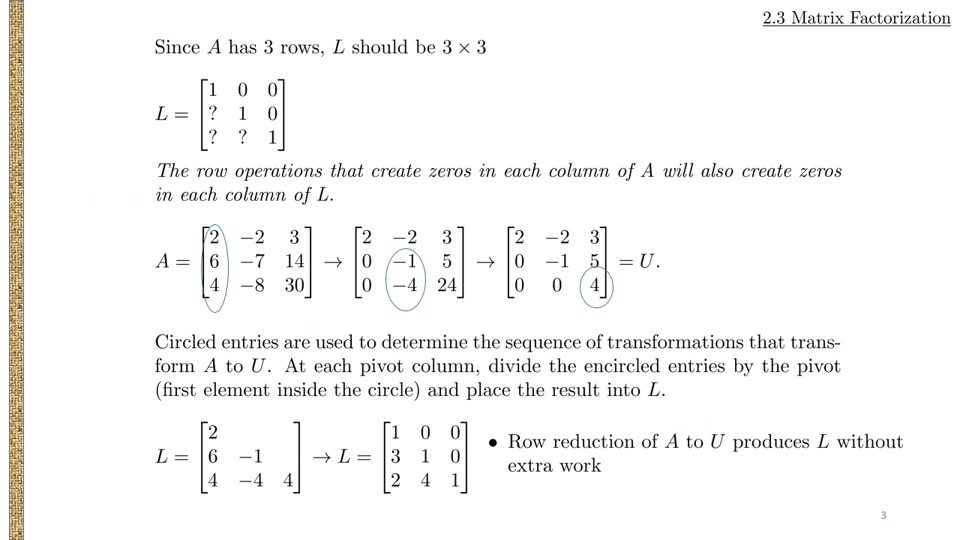 2.3 Matrix Factorization
Since A has 3 rows, L should be 3 × 3
L = [1 0 0
? 1 0
? ? 1]
The row operations that create zeros in each column of A will also create zeros
in each column of L.
A = [2 −2 3
6 −7 14
4 −8 30] → [2 −2 3
0 −1 5
0 −4 24] → [2 −2 3
0 −1 5
0 0 4] = U.
Circled entries are used to determine the sequence of transformations that trans-
form A to U. At each pivot column, divide the encircled entries by the pivot
(first element inside the circle) and place the result into L.
L = [2
6 −1
4 −4 4] → L = [1 0 0
3 1 0
2 4 1]
• Row reduction of A to U produces L without
extra work
3